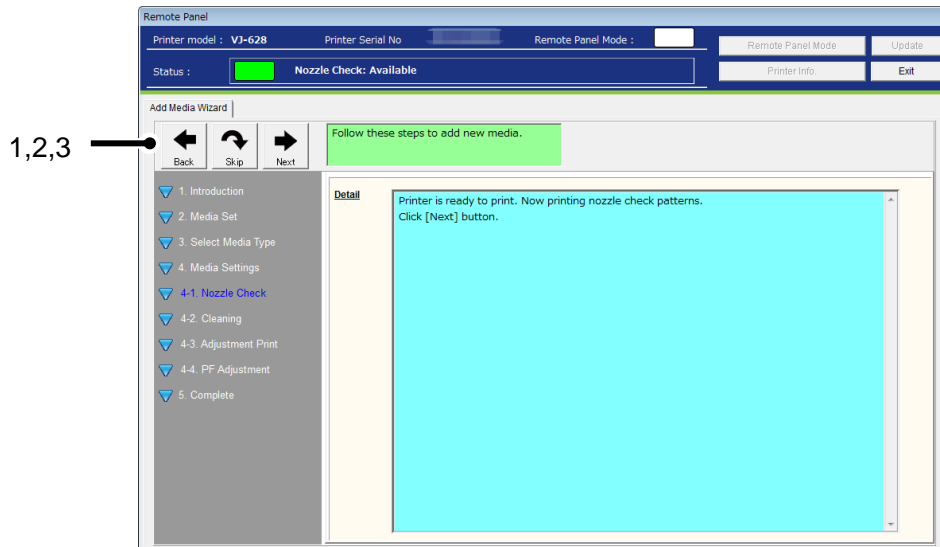 Remote Panel
Printer model : VJ-628 Printer Serial No Remote Panel Mode : Remote Panel Mode Update
Status : Nozzle Check: Available Printer Info. Exit
Add Media Wizard
1,2,3
Back Skip Next
Follow these steps to add new media.
1. Introduction
2. Media Set
3. Select Media Type
4. Media Settings
4-1. Nozzle Check
4-2. Cleaning
4-3. Adjustment Print
4-4. PF Adjustment
5. Complete
Detail
Printer is ready to print. Now printing nozzle check patterns.
Click [Next] button.